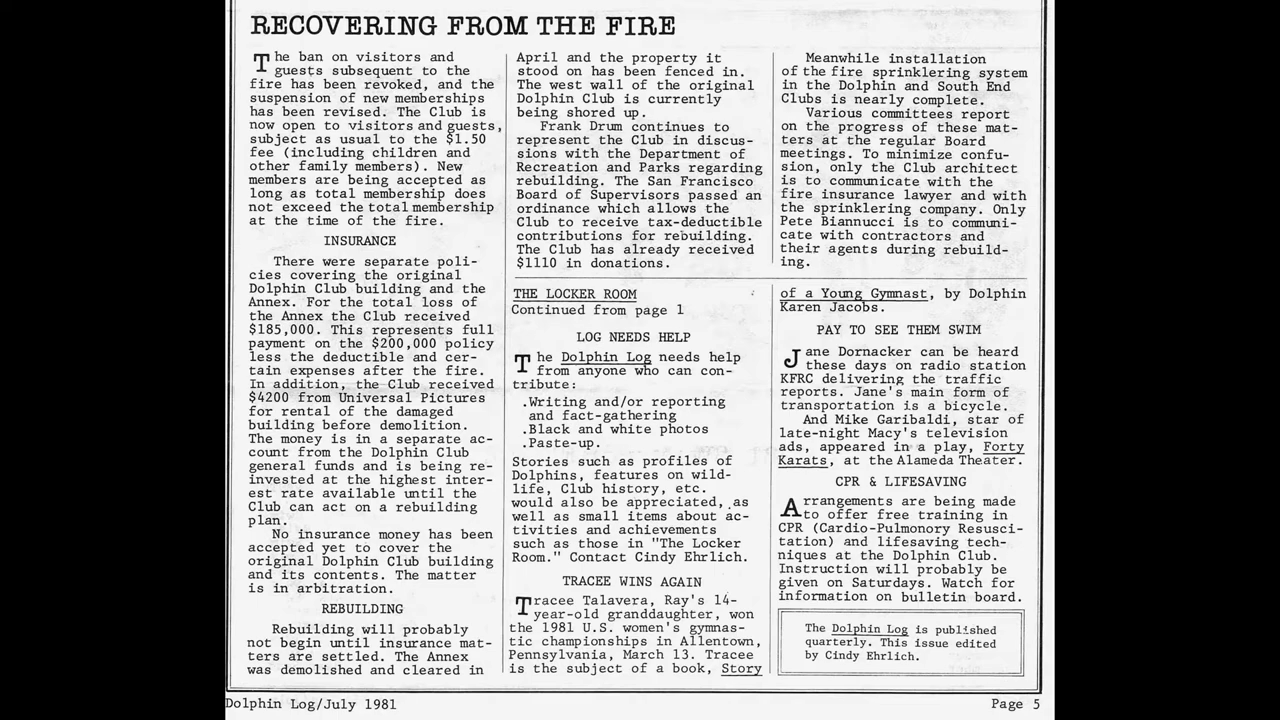 RECOVERING FROM THE FIRE
The ban on visitors and
guests subsequent to the
fire has been revoked, and the
suspension of new memberships
has been revised. The Club is
now open to visitors and guests,
subject as usual to the $1.50
fee (including children and
other family members). New
members are being accepted as
long as total membership does
not exceed the total membership
at the time of the fire.
INSURANCE
There were separate poli-
cies covering the original
Dolphin Club building and the
Annex. For the total loss of
the Annex the Club received
$185,000. This represents full
payment on the $200,000 policy
less the deductible and cer-
tain expenses after the fire.
In addition, the Club received
$4200 from Universal Pictures
for rental of the damaged
building before demolition.
The money is in a separate ac-
count from the Dolphin Club
general funds and is being re-
invested at the highest inter-
est rate available until the
Club can act on a rebuilding
plan.
No insurance money has been
accepted yet to cover the
original Dolphin Club building
and its contents. The matter
is in arbitration.
REBUILDING
Rebuilding will probably
not begin until insurance mat-
ters are settled. The Annex
was demolished and cleared in
April and the property it
stood on has been fenced in.
The west wall of the original
Dolphin Club is currently
being shored up.
Frank Drum continues to
represent the Club in discus-
sions with the Department of
Recreation and Parks regarding
rebuilding. The San Francisco
Board of Supervisors passed an
ordinance which allows the
Club to receive tax-deductible
contributions for rebuilding.
The Club has already received
$1110 in donations.
Meanwhile installation
of the fire sprinklering system
in the Dolphin and South End
Clubs is nearly complete.
Various committees report
on the progress of these mat-
ters at the regular Board
meetings. To minimize confu-
sion, only the Club architect
is to communicate with the
fire insurance lawyer and with
the sprinklering company. Only
Pete Biannucci is to communi-
cate with contractors and
their agents during rebuild-
ing.
THE LOCKER ROOM
Continued from page 1
LOG NEEDS HELP
The Dolphin Log needs help
from anyone who can con-
tribute:
.Writing and/or reporting
and fact-gathering
.Black and white photos
.Paste-up.
Stories such as profiles of
Dolphins, features on wild-
life, Club history, etc.
would also be appreciated, as
well as small items about ac-
tivities and achievements
such as those in "The Locker
Room." Contact Cindy Ehrlich.
TRACEE WINS AGAIN
Tracee Talavera, Ray's 14-
year-old granddaughter, won
the 1981 U.S. women's gymnas-
tic championships in Allentown,
Pennsylvania, March 13. Tracee
is the subject of a book, Story
of a Young Gymnast, by Dolphin
Karen Jacobs.
PAY TO SEE THEM SWIM
Jane Dornacker can be heard
these days on radio station
KFRC delivering the traffic
reports. Jane's main form of
transportation is a bicycle.
And Mike Garibaldi, star of
late-night Macy's television
ads, appeared in a play, Forty
Karats, at the Alameda Theater.
CPR & LIFESAVING
Arrangements are being made
to offer free training in
CPR (Cardio-Pulmonary Resusci-
tation) and lifesaving tech-
niques at the Dolphin Club.
Instruction will probably be
given on Saturdays. Watch for
information on bulletin board.
The Dolphin Log is published
quarterly. This issue edited
by Cindy Ehrlich.
Dolphin Log/July 1981
Page 5